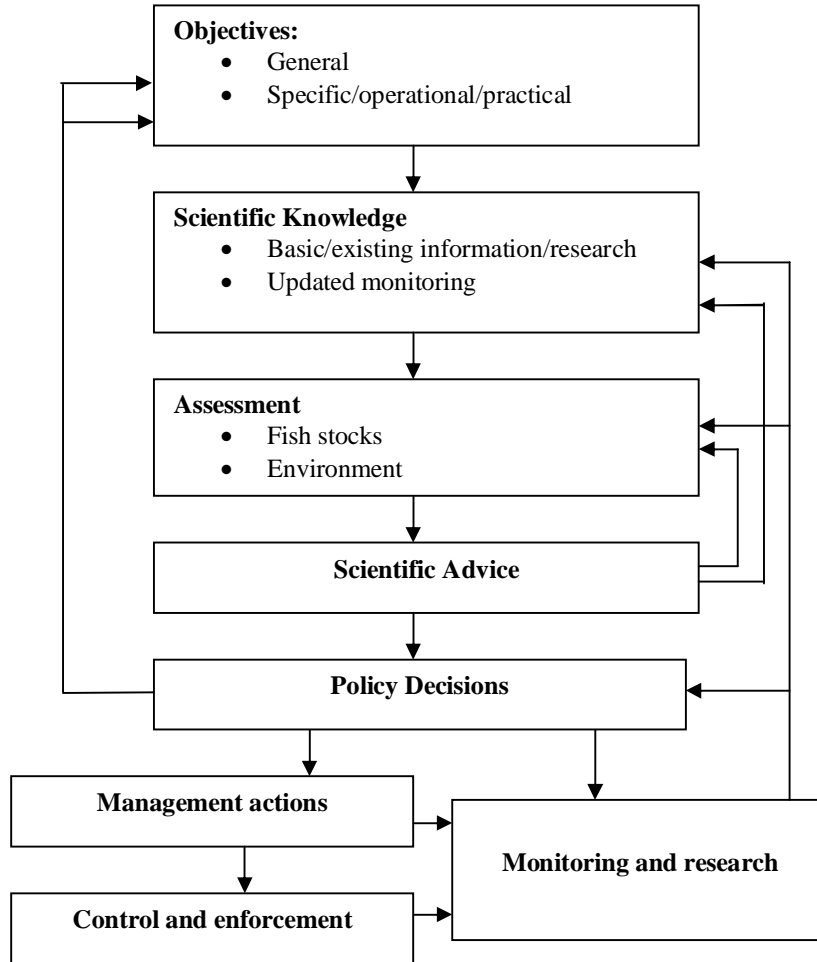 Objectives:
• General
• Specific/operational/practical
Scientific Knowledge
• Basic/existing information/research
• Updated monitoring
Assessment
• Fish stocks
• Environment
Scientific Advice
Policy Decisions
Management actions
Monitoring and research
Control and enforcement